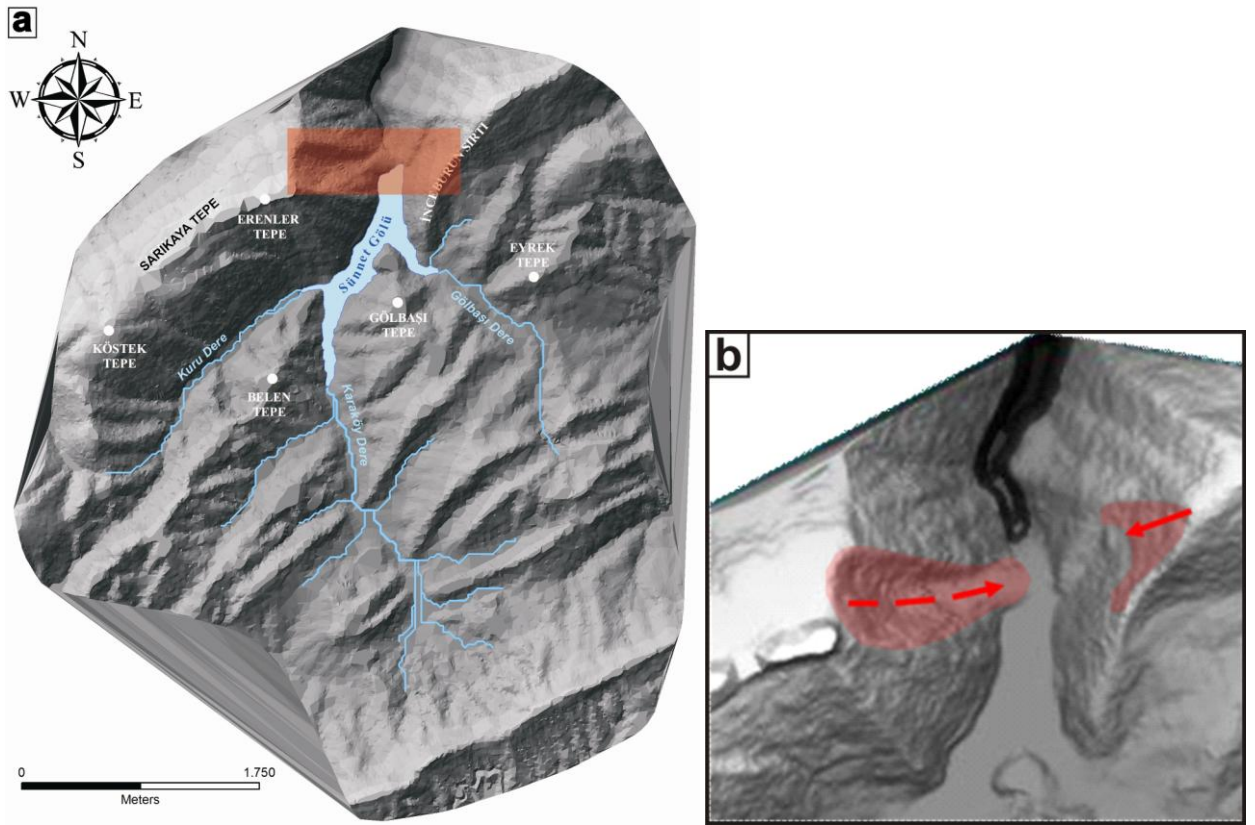 a
N
W E
S
İNCEBURUN SIRTI
SARIKAYA TEPE
ERENLER
TEPE
Sünnet Gölü
EYREK
TEPE
GÖLBAŞI
TEPE
Gölbaşı Dere
KÖSTEK
TEPE
Kuru Dere
BELEN
TEPE
Karaköy Dere
0 1.750
Meters
b